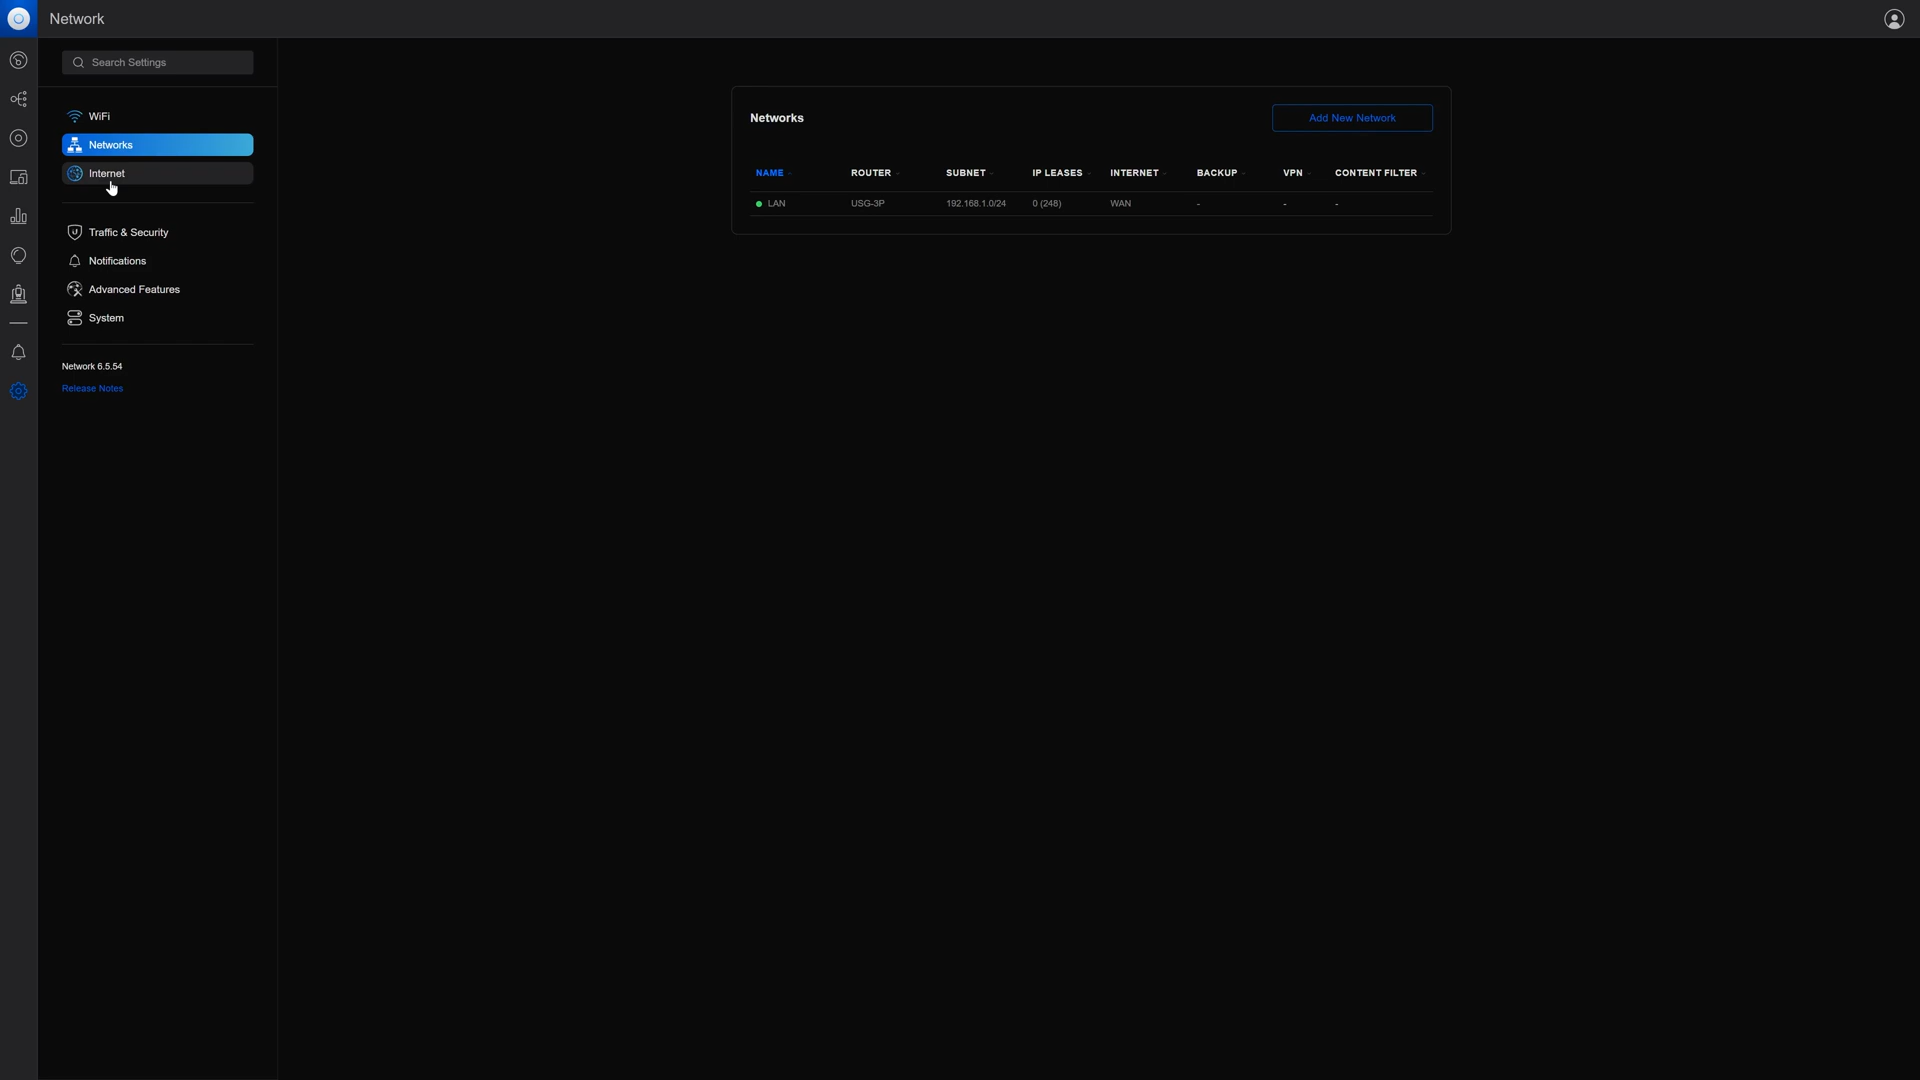 Network
Search Settings
WiFi
Networks
Internet
Traffic & Security
Notifications
Advanced Features
System
Network 6.5.54
Release Notes
Networks
Add New Network
NAME ROUTER SUBNET IP LEASES INTERNET BACKUP VPN CONTENT FILTER
LAN USG-3P 192.168.1.0/24 0 (248) WAN - - -